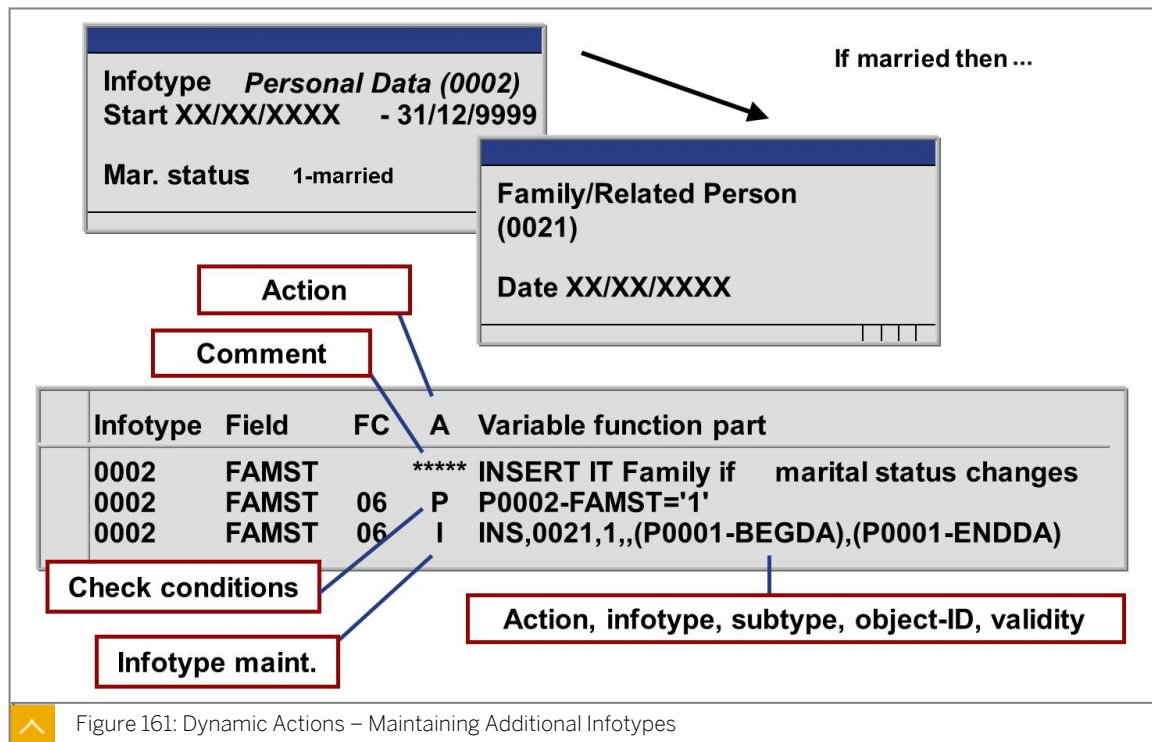 If married then ...
Infotype Personal Data (0002)
Start XX/XX/XXXX - 31/12/9999
Mar. status: 1-married
Family/Related Person
(0021)
Date XX/XX/XXXX
Action
Comment
Infotype Field FC A Variable function part
0002 FAMST ***** INSERT IT Family if marital status changes
0002 FAMST 06 P P0002-FAMST='1'
0002 FAMST 06 I INS,0021,1,,(P0001-BEGDA),(P0001-ENDDA)
Check conditions
Action, infotype, subtype, object-ID, validity
Infotype maint.
Figure 161: Dynamic Actions – Maintaining Additional Infotypes